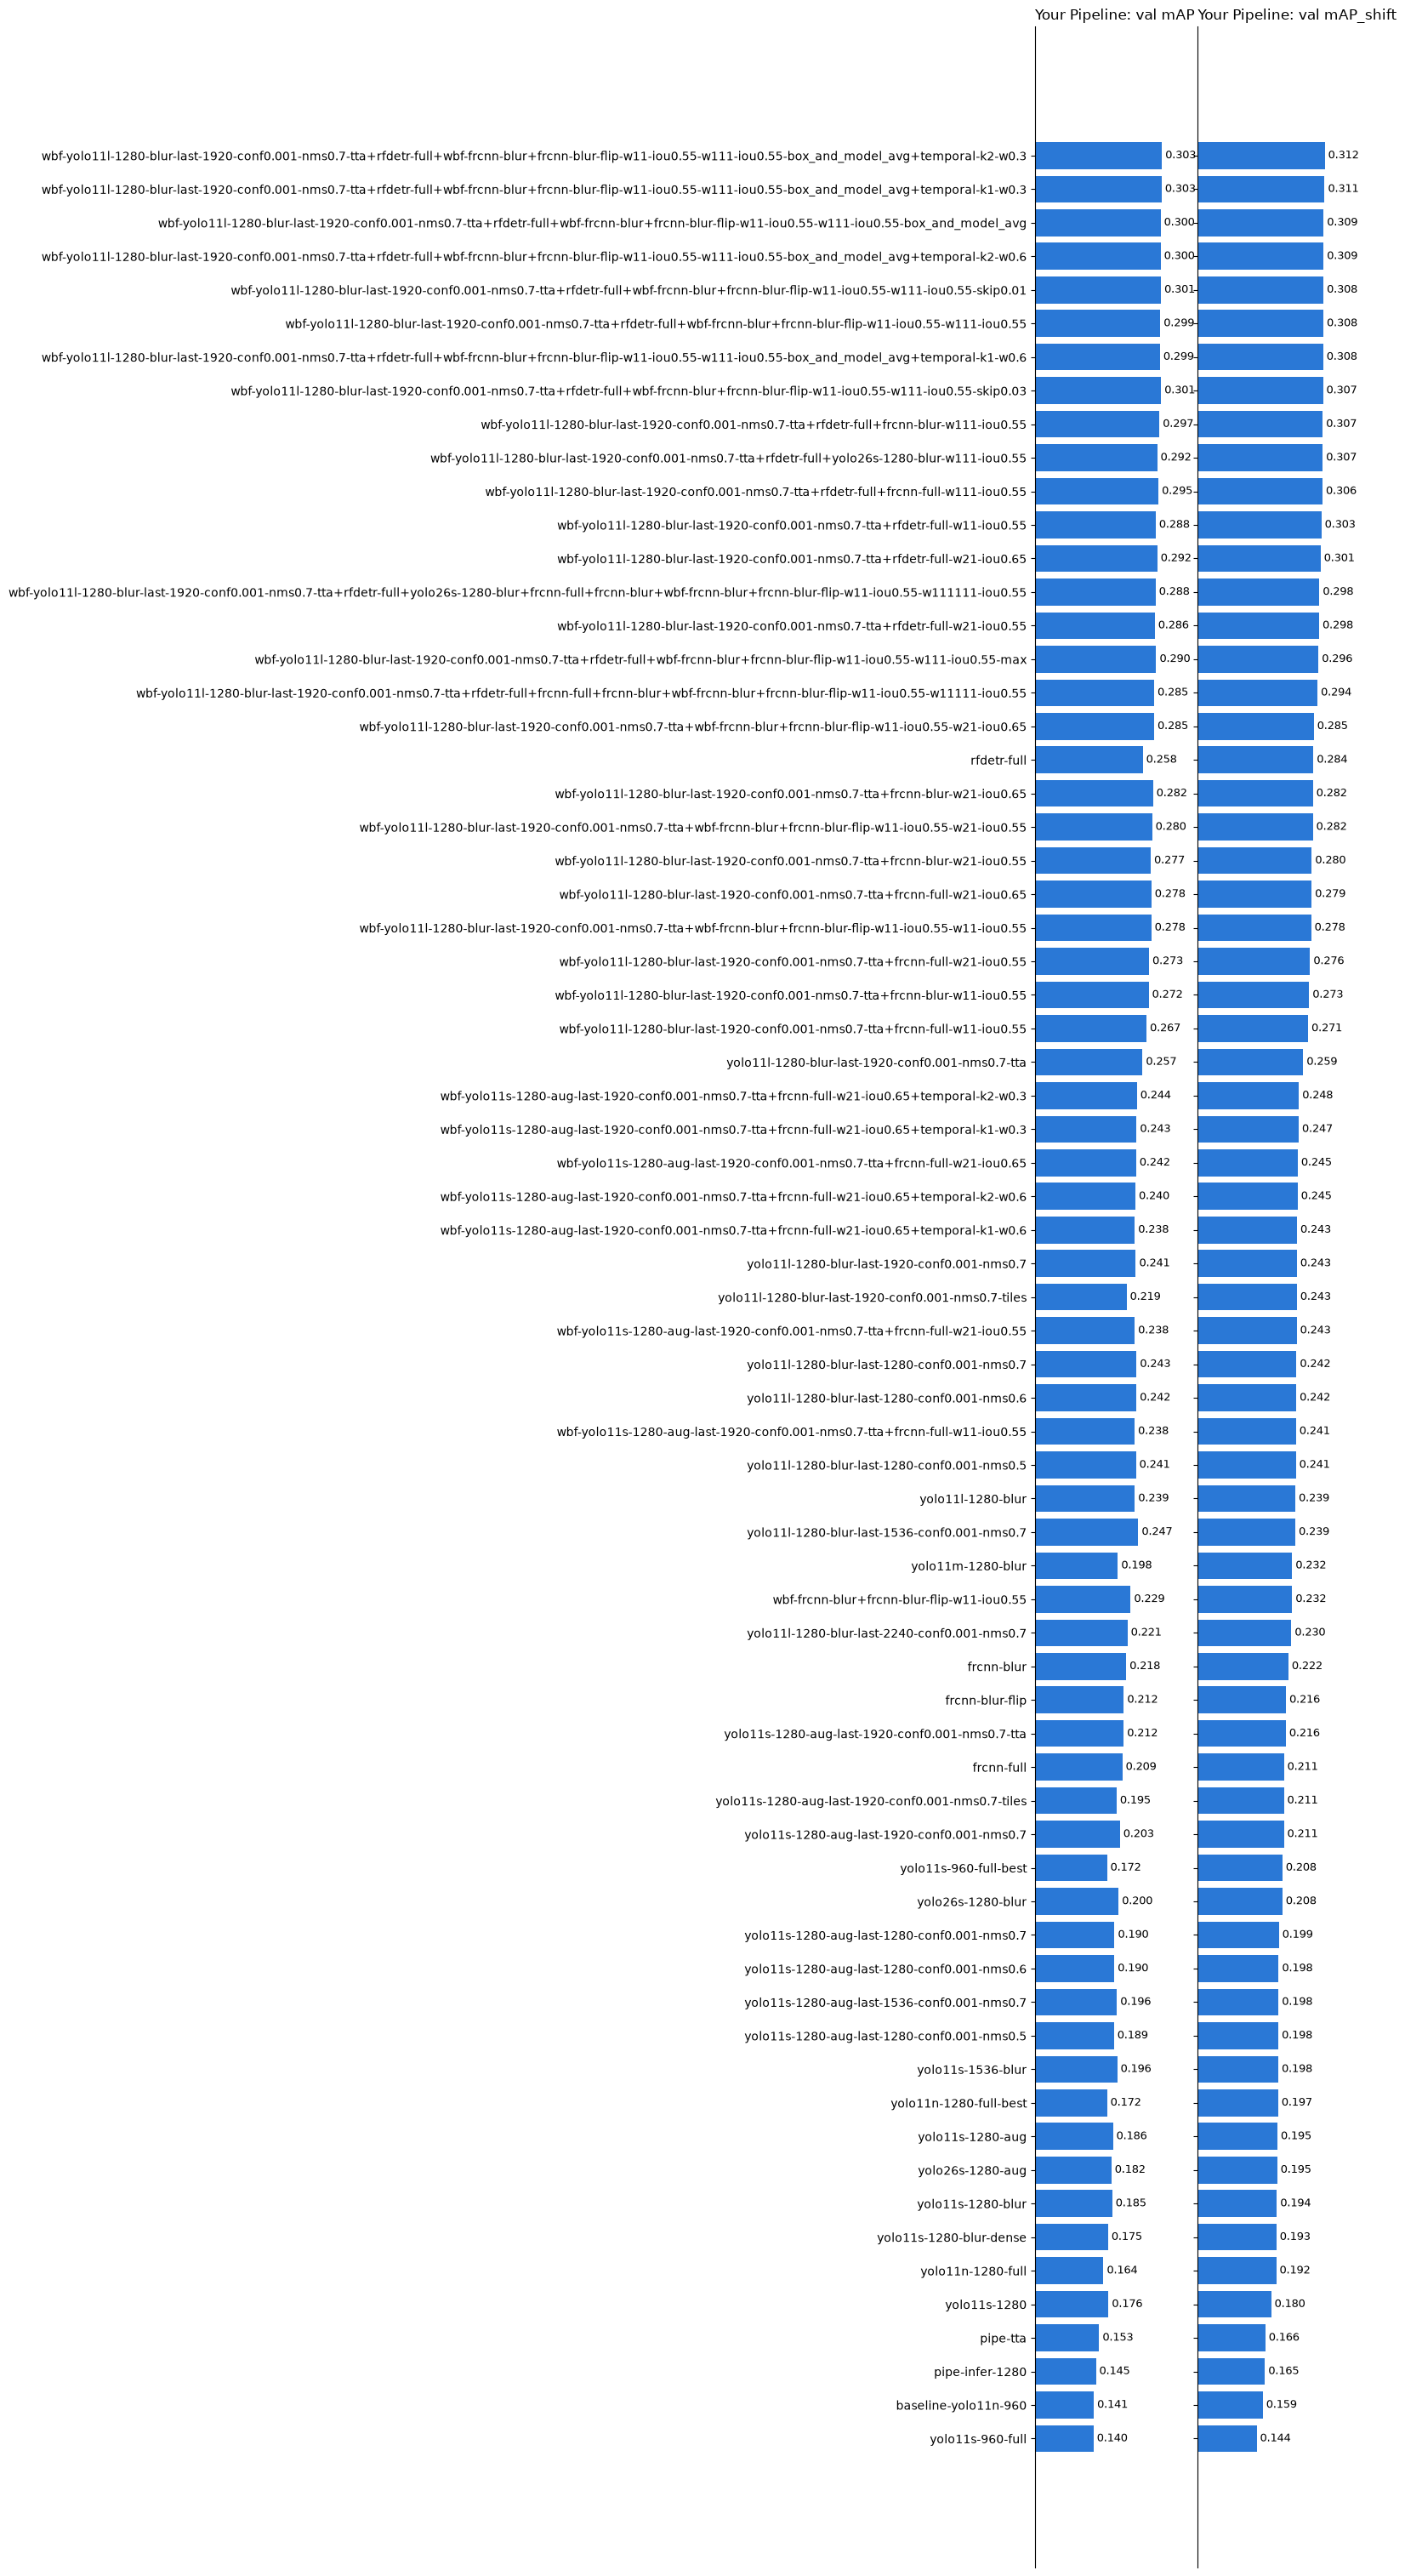 Your Pipeline: val mAP Your Pipeline: val mAP_shift
wbf-yolo11l-1280-blur-last-1920-conf0.001-nms0.7-tta+rfdetr-full+wbf-frcnn-blur+frcnn-blur-flip-w11-iou0.55-w111-iou0.55-box_and_model_avg+temporal-k2-w0.3 0.303 0.312
wbf-yolo11l-1280-blur-last-1920-conf0.001-nms0.7-tta+rfdetr-full+wbf-frcnn-blur+frcnn-blur-flip-w11-iou0.55-w111-iou0.55-box_and_model_avg+temporal-k1-w0.3 0.303 0.311
wbf-yolo11l-1280-blur-last-1920-conf0.001-nms0.7-tta+rfdetr-full+wbf-frcnn-blur+frcnn-blur-flip-w11-iou0.55-w111-iou0.55-box_and_model_avg 0.300 0.309
wbf-yolo11l-1280-blur-last-1920-conf0.001-nms0.7-tta+rfdetr-full+wbf-frcnn-blur+frcnn-blur-flip-w11-iou0.55-w111-iou0.55-box_and_model_avg+temporal-k2-w0.6 0.300 0.309
wbf-yolo11l-1280-blur-last-1920-conf0.001-nms0.7-tta+rfdetr-full+wbf-frcnn-blur+frcnn-blur-flip-w11-iou0.55-w111-iou0.55-skip0.01 0.301 0.308
wbf-yolo11l-1280-blur-last-1920-conf0.001-nms0.7-tta+rfdetr-full+wbf-frcnn-blur+frcnn-blur-flip-w11-iou0.55-w111-iou0.55 0.299 0.308
wbf-yolo11l-1280-blur-last-1920-conf0.001-nms0.7-tta+rfdetr-full+wbf-frcnn-blur+frcnn-blur-flip-w11-iou0.55-w111-iou0.55-box_and_model_avg+temporal-k1-w0.6 0.299 0.308
wbf-yolo11l-1280-blur-last-1920-conf0.001-nms0.7-tta+rfdetr-full+wbf-frcnn-blur+frcnn-blur-flip-w11-iou0.55-w111-iou0.55-skip0.03 0.301 0.307
wbf-yolo11l-1280-blur-last-1920-conf0.001-nms0.7-tta+rfdetr-full+frcnn-blur-w111-iou0.55 0.297 0.307
wbf-yolo11l-1280-blur-last-1920-conf0.001-nms0.7-tta+rfdetr-full+yolo26s-1280-blur-w111-iou0.55 0.292 0.307
wbf-yolo11l-1280-blur-last-1920-conf0.001-nms0.7-tta+rfdetr-full+frcnn-full-w111-iou0.55 0.295 0.306
wbf-yolo11l-1280-blur-last-1920-conf0.001-nms0.7-tta+rfdetr-full-w11-iou0.55 0.288 0.303
wbf-yolo11l-1280-blur-last-1920-conf0.001-nms0.7-tta+rfdetr-full-w21-iou0.65 0.292 0.301
wbf-yolo11l-1280-blur-last-1920-conf0.001-nms0.7-tta+rfdetr-full+yolo26s-1280-blur+frcnn-full+frcnn-blur+wbf-frcnn-blur+frcnn-blur-flip-w11-iou0.55-w111111-iou0.55 0.288 0.298
wbf-yolo11l-1280-blur-last-1920-conf0.001-nms0.7-tta+rfdetr-full-w21-iou0.55 0.286 0.298
wbf-yolo11l-1280-blur-last-1920-conf0.001-nms0.7-tta+rfdetr-full+wbf-frcnn-blur+frcnn-blur-flip-w11-iou0.55-w111-iou0.55-max 0.290 0.296
wbf-yolo11l-1280-blur-last-1920-conf0.001-nms0.7-tta+rfdetr-full+frcnn-full+frcnn-blur+wbf-frcnn-blur+frcnn-blur-flip-w11-iou0.55-w11111-iou0.55 0.285 0.294
wbf-yolo11l-1280-blur-last-1920-conf0.001-nms0.7-tta+wbf-frcnn-blur+frcnn-blur-flip-w11-iou0.55-w21-iou0.65 0.285 0.285
rfdetr-full 0.258 0.284
wbf-yolo11l-1280-blur-last-1920-conf0.001-nms0.7-tta+frcnn-blur-w21-iou0.65 0.282 0.282
wbf-yolo11l-1280-blur-last-1920-conf0.001-nms0.7-tta+wbf-frcnn-blur+frcnn-blur-flip-w11-iou0.55-w21-iou0.55 0.280 0.282
wbf-yolo11l-1280-blur-last-1920-conf0.001-nms0.7-tta+frcnn-blur-w21-iou0.55 0.277 0.280
wbf-yolo11l-1280-blur-last-1920-conf0.001-nms0.7-tta+frcnn-full-w21-iou0.65 0.278 0.279
wbf-yolo11l-1280-blur-last-1920-conf0.001-nms0.7-tta+wbf-frcnn-blur+frcnn-blur-flip-w11-iou0.55-w11-iou0.55 0.278 0.278
wbf-yolo11l-1280-blur-last-1920-conf0.001-nms0.7-tta+frcnn-full-w21-iou0.55 0.273 0.276
wbf-yolo11l-1280-blur-last-1920-conf0.001-nms0.7-tta+frcnn-blur-w11-iou0.55 0.272 0.273
wbf-yolo11l-1280-blur-last-1920-conf0.001-nms0.7-tta+frcnn-full-w11-iou0.55 0.267 0.271
yolo11l-1280-blur-last-1920-conf0.001-nms0.7-tta 0.257 0.259
wbf-yolo11s-1280-aug-last-1920-conf0.001-nms0.7-tta+frcnn-full-w21-iou0.65+temporal-k2-w0.3 0.244 0.248
wbf-yolo11s-1280-aug-last-1920-conf0.001-nms0.7-tta+frcnn-full-w21-iou0.65+temporal-k1-w0.3 0.243 0.247
wbf-yolo11s-1280-aug-last-1920-conf0.001-nms0.7-tta+frcnn-full-w21-iou0.65 0.242 0.245
wbf-yolo11s-1280-aug-last-1920-conf0.001-nms0.7-tta+frcnn-full-w21-iou0.65+temporal-k2-w0.6 0.240 0.245
wbf-yolo11s-1280-aug-last-1920-conf0.001-nms0.7-tta+frcnn-full-w21-iou0.65+temporal-k1-w0.6 0.238 0.243
yolo11l-1280-blur-last-1920-conf0.001-nms0.7 0.241 0.243
yolo11l-1280-blur-last-1920-conf0.001-nms0.7-tiles 0.219 0.243
wbf-yolo11s-1280-aug-last-1920-conf0.001-nms0.7-tta+frcnn-full-w21-iou0.55 0.238 0.243
yolo11l-1280-blur-last-1280-conf0.001-nms0.7 0.243 0.242
yolo11l-1280-blur-last-1280-conf0.001-nms0.6 0.242 0.242
wbf-yolo11s-1280-aug-last-1920-conf0.001-nms0.7-tta+frcnn-full-w11-iou0.55 0.238 0.241
yolo11l-1280-blur-last-1280-conf0.001-nms0.5 0.241 0.241
yolo11l-1280-blur 0.239 0.239
yolo11l-1280-blur-last-1536-conf0.001-nms0.7 0.247 0.239
yolo11m-1280-blur 0.198 0.232
wbf-frcnn-blur+frcnn-blur-flip-w11-iou0.55 0.229 0.232
yolo11l-1280-blur-last-2240-conf0.001-nms0.7 0.221 0.230
frcnn-blur 0.218 0.222
frcnn-blur-flip 0.212 0.216
yolo11s-1280-aug-last-1920-conf0.001-nms0.7-tta 0.212 0.216
frcnn-full 0.209 0.211
yolo11s-1280-aug-last-1920-conf0.001-nms0.7-tiles 0.195 0.211
yolo11s-1280-aug-last-1920-conf0.001-nms0.7 0.203 0.211
yolo11s-960-full-best 0.172 0.208
yolo26s-1280-blur 0.200 0.208
yolo11s-1280-aug-last-1280-conf0.001-nms0.7 0.190 0.199
yolo11s-1280-aug-last-1280-conf0.001-nms0.6 0.190 0.198
yolo11s-1280-aug-last-1536-conf0.001-nms0.7 0.196 0.198
yolo11s-1280-aug-last-1280-conf0.001-nms0.5 0.189 0.198
yolo11s-1536-blur 0.196 0.198
yolo11n-1280-full-best 0.172 0.197
yolo11s-1280-aug 0.186 0.195
yolo26s-1280-aug 0.182 0.195
yolo11s-1280-blur 0.185 0.194
yolo11s-1280-blur-dense 0.175 0.193
yolo11n-1280-full 0.164 0.192
yolo11s-1280 0.176 0.180
pipe-tta 0.153 0.166
pipe-infer-1280 0.145 0.165
baseline-yolo11n-960 0.141 0.159
yolo11s-960-full 0.140 0.144